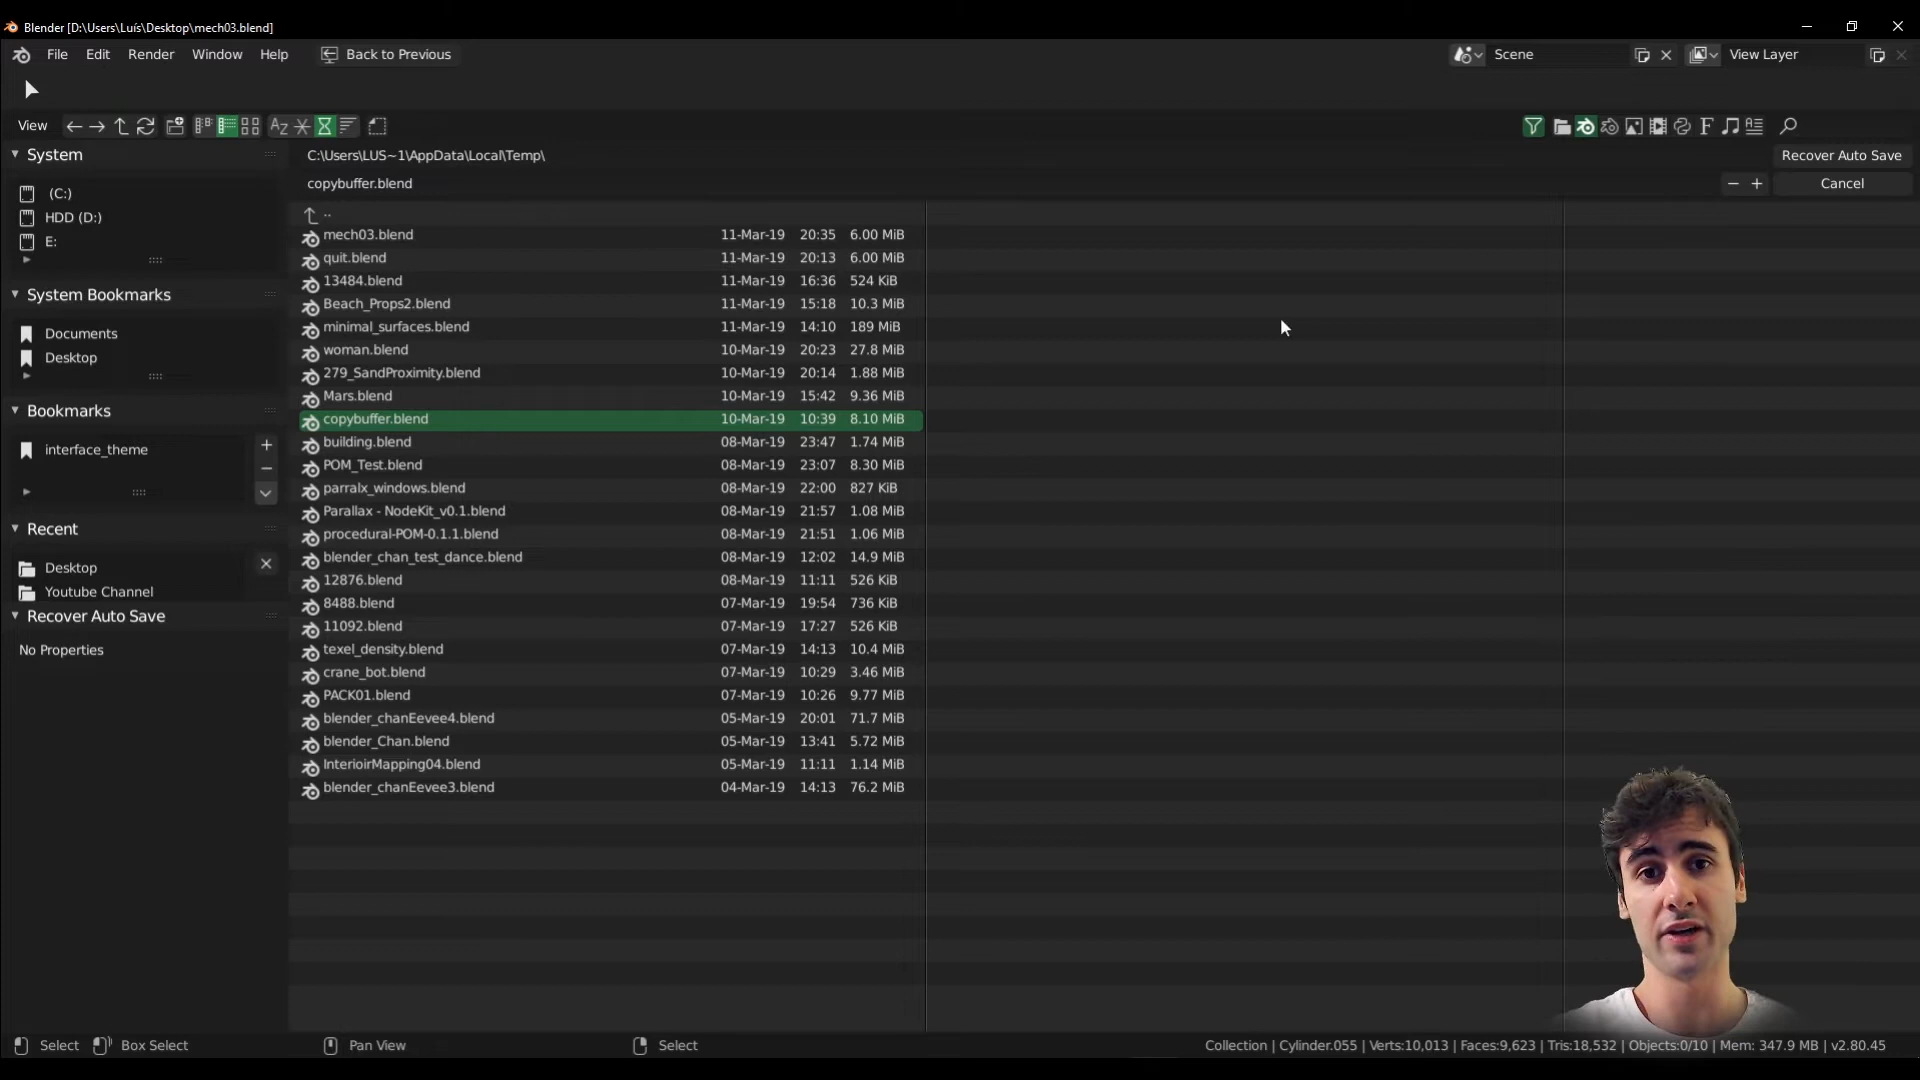 Blender [D:\Users\Luís\Desktop\mech03.blend]
File Edit Render Window Help Back to Previous Scene View Layer
View
System
C:\Users\LUS~1\AppData\Local\Temp\
Recover Auto Save
copybuffer.blend
Cancel
(C:)
HDD (D:)
E:
System Bookmarks
Documents
Desktop
Bookmarks
interface_theme
Recent
Desktop
Youtube Channel
Recover Auto Save
No Properties
..
mech03.blend 11-Mar-19 20:35 6.00 MiB
quit.blend 11-Mar-19 20:13 6.00 MiB
13484.blend 11-Mar-19 16:36 524 KiB
Beach_Props2.blend 11-Mar-19 15:18 10.3 MiB
minimal_surfaces.blend 11-Mar-19 14:10 189 MiB
woman.blend 10-Mar-19 20:23 27.8 MiB
279_SandProximity.blend 10-Mar-19 20:14 1.88 MiB
Mars.blend 10-Mar-19 15:42 9.36 MiB
copybuffer.blend 10-Mar-19 10:39 8.10 MiB
building.blend 08-Mar-19 23:47 1.74 MiB
POM_Test.blend 08-Mar-19 23:07 8.30 MiB
parralx_windows.blend 08-Mar-19 22:00 827 KiB
Parallax - NodeKit_v0.1.blend 08-Mar-19 21:57 1.08 MiB
procedural-POM-0.1.1.blend 08-Mar-19 21:51 1.06 MiB
blender_chan_test_dance.blend 08-Mar-19 12:02 14.9 MiB
12876.blend 08-Mar-19 11:11 526 KiB
8488.blend 07-Mar-19 19:54 736 KiB
11092.blend 07-Mar-19 17:27 526 KiB
texel_density.blend 07-Mar-19 14:13 10.4 MiB
crane_bot.blend 07-Mar-19 10:29 3.46 MiB
PACK01.blend 07-Mar-19 10:26 9.77 MiB
blender_chanEevee4.blend 05-Mar-19 20:01 71.7 MiB
blender_Chan.blend 05-Mar-19 13:41 5.72 MiB
InterioirMapping04.blend 05-Mar-19 11:11 1.14 MiB
blender_chanEevee3.blend 04-Mar-19 14:13 76.2 MiB
Select Box Select Pan View Select Collection | Cylinder.055 | Verts:10,013 | Faces:9,623 | Tris:18,532 | Objects:0/10 | Mem: 347.9 MB | v2.80.45